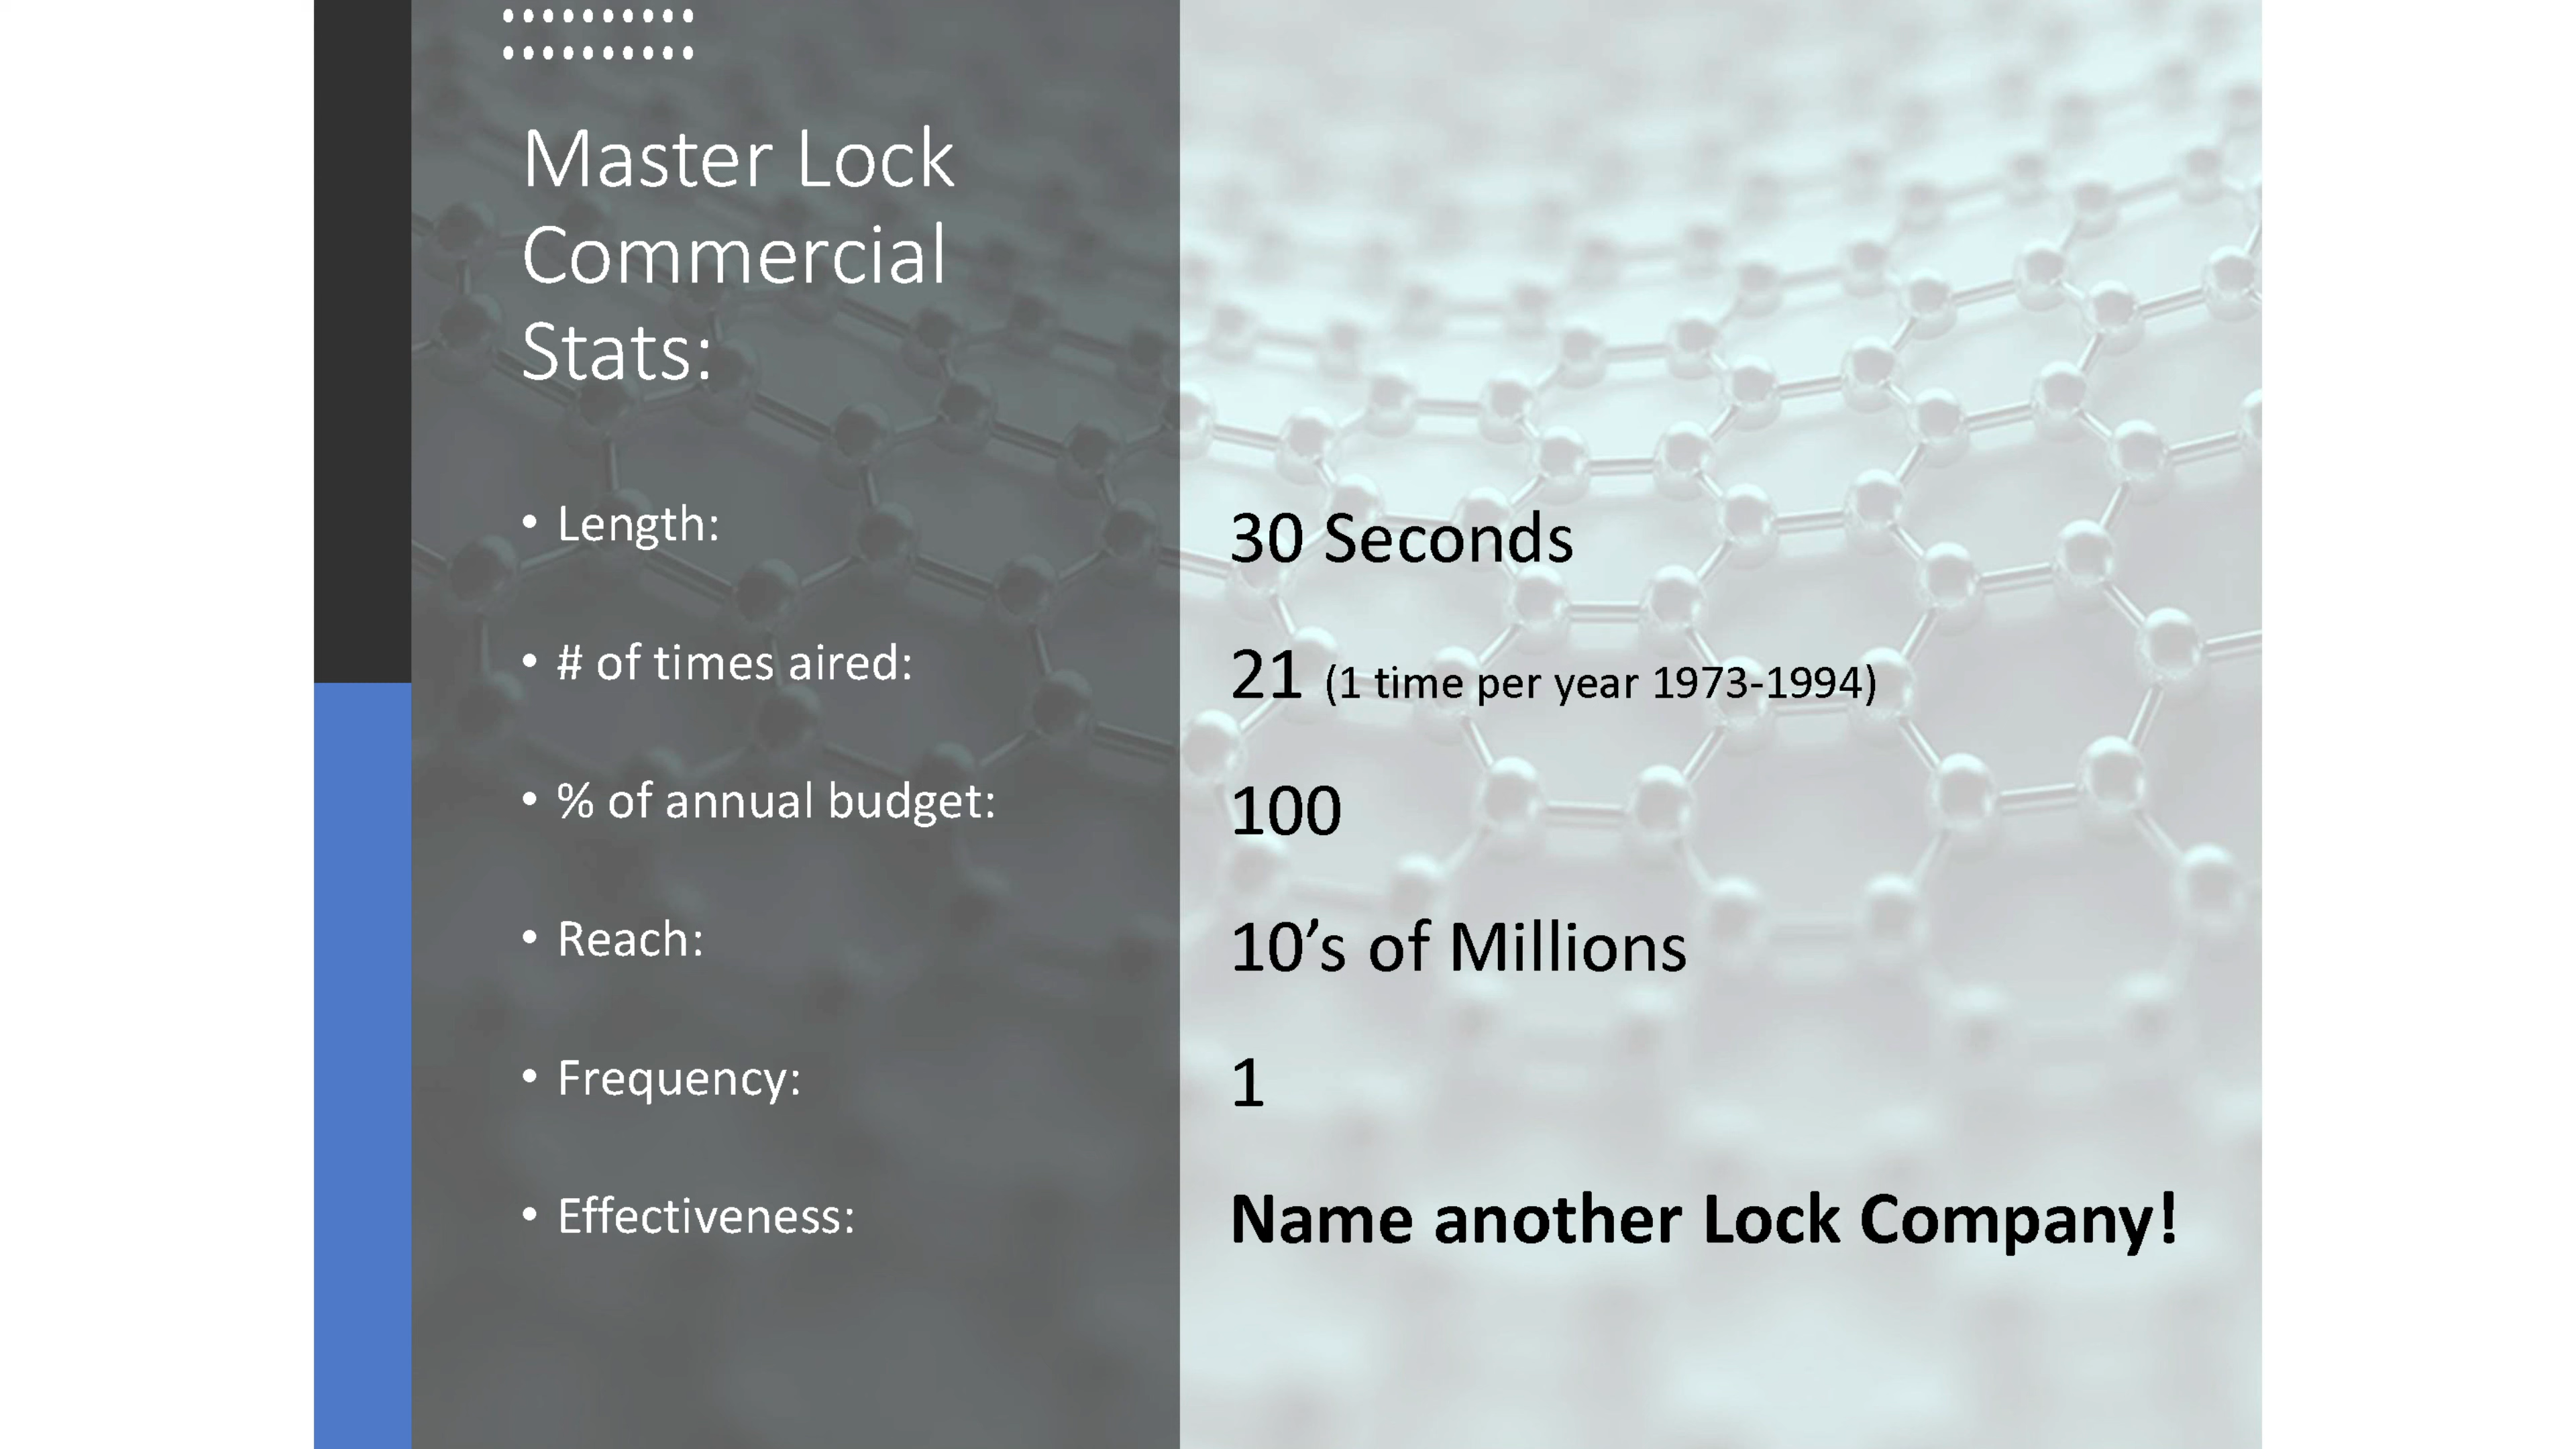 Master Lock
Commercial
Stats:
• Length:
30 Seconds
• # of times aired:
21 (1 time per year 1973-1994)
• % of annual budget:
100
• Reach:
10’s of Millions
• Frequency:
1
• Effectiveness:
Name another Lock Company!